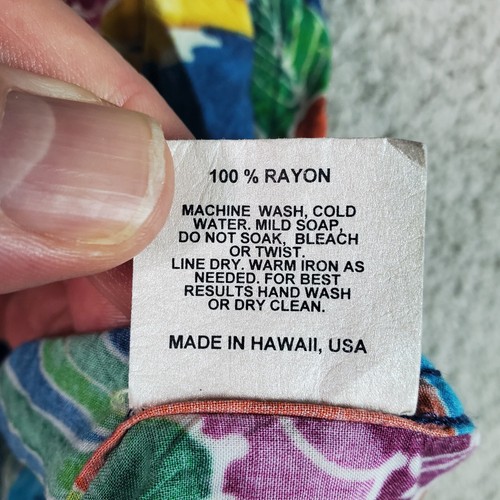 100 % RAYON
MACHINE WASH, COLD
WATER. MILD SOAP,
DO NOT SOAK, BLEACH
OR TWIST.
LINE DRY. WARM IRON AS
NEEDED. FOR BEST
RESULTS HAND WASH
OR DRY CLEAN.
MADE IN HAWAII, USA